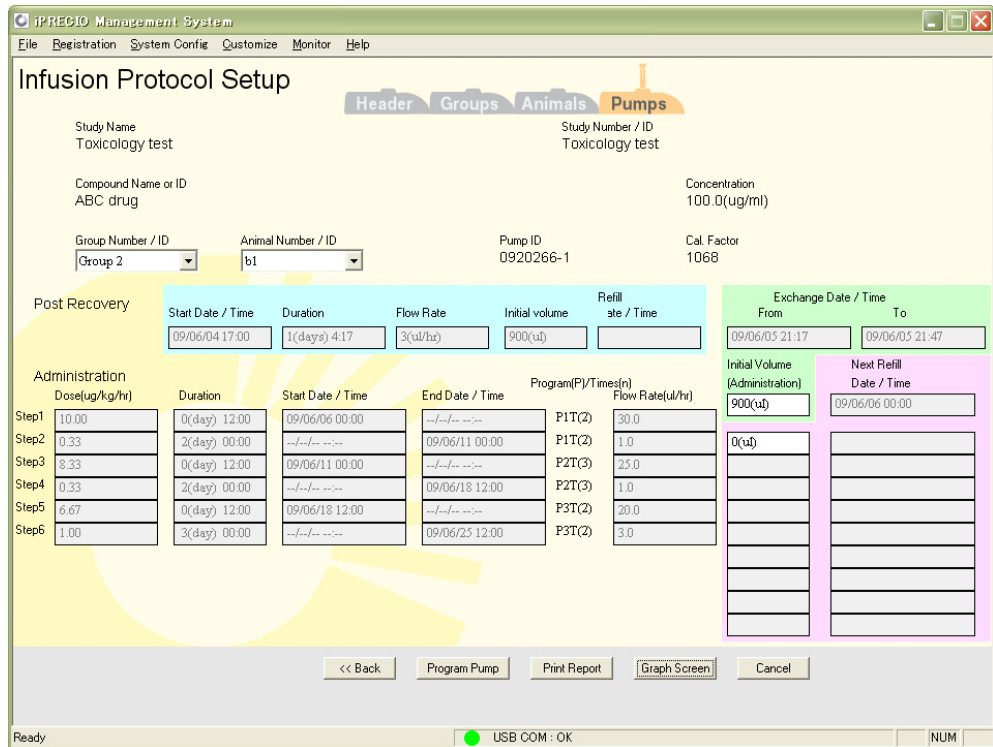 iPRECIO Management System
File Registration System Config Customize Monitor Help
Infusion Protocol Setup
Header Groups Animals Pumps
Study Name Study Number / ID
Toxicology test Toxicology test
Compound Name or ID Concentration
ABC drug 100.0(ug/ml)
Group Number / ID Animal Number / ID Pump ID Cal. Factor
Group 2 b1 0920266-1 1068
Post Recovery
Refill
Start Date / Time Duration Flow Rate Initial volume ate / Time
09/06/04 17:00 1(days) 4:17 3(ul/hr) 900(ul)
Exchange Date / Time
From To
09/06/05 21:17 09/06/05 21:47
Initial Volume Next Refill
(Administration) Date / Time
900(ul) 09/06/06 00:00
0(ul)
Administration
Program(P)/Times(n)
Dose(ug/kg/hr) Duration Start Date / Time End Date / Time Flow Rate(ul/hr)
Step1 10.00 0(day) 12:00 09/06/06 00:00 --/--/-- --:-- P1T(2) 30.0
Step2 0.33 2(day) 00:00 --/--/-- --:-- 09/06/11 00:00 P1T(2) 1.0
Step3 8.33 0(day) 12:00 09/06/11 00:00 --/--/-- --:-- P2T(3) 25.0
Step4 0.33 2(day) 00:00 --/--/-- --:-- 09/06/18 12:00 P2T(3) 1.0
Step5 6.67 0(day) 12:00 09/06/18 12:00 --/--/-- --:-- P3T(2) 20.0
Step6 1.00 3(day) 00:00 --/--/-- --:-- 09/06/25 12:00 P3T(2) 3.0
<< Back Program Pump Print Report Graph Screen Cancel
Ready USB COM : OK NUM